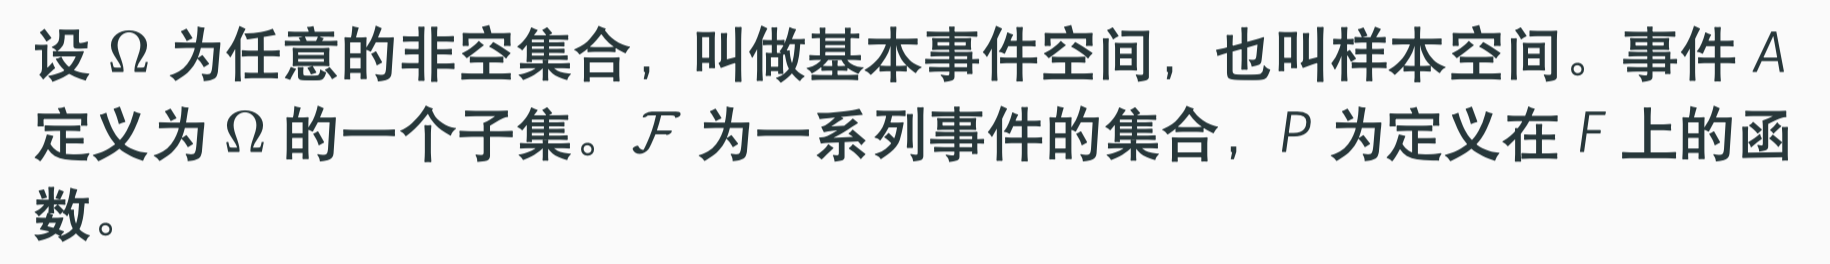 设 Ω 为任意的非空集合，叫做基本事件空间，也叫样本空间。事件 A
定义为 Ω 的一个子集。ℱ 为一系列事件的集合，P 为定义在 F 上的函
数。